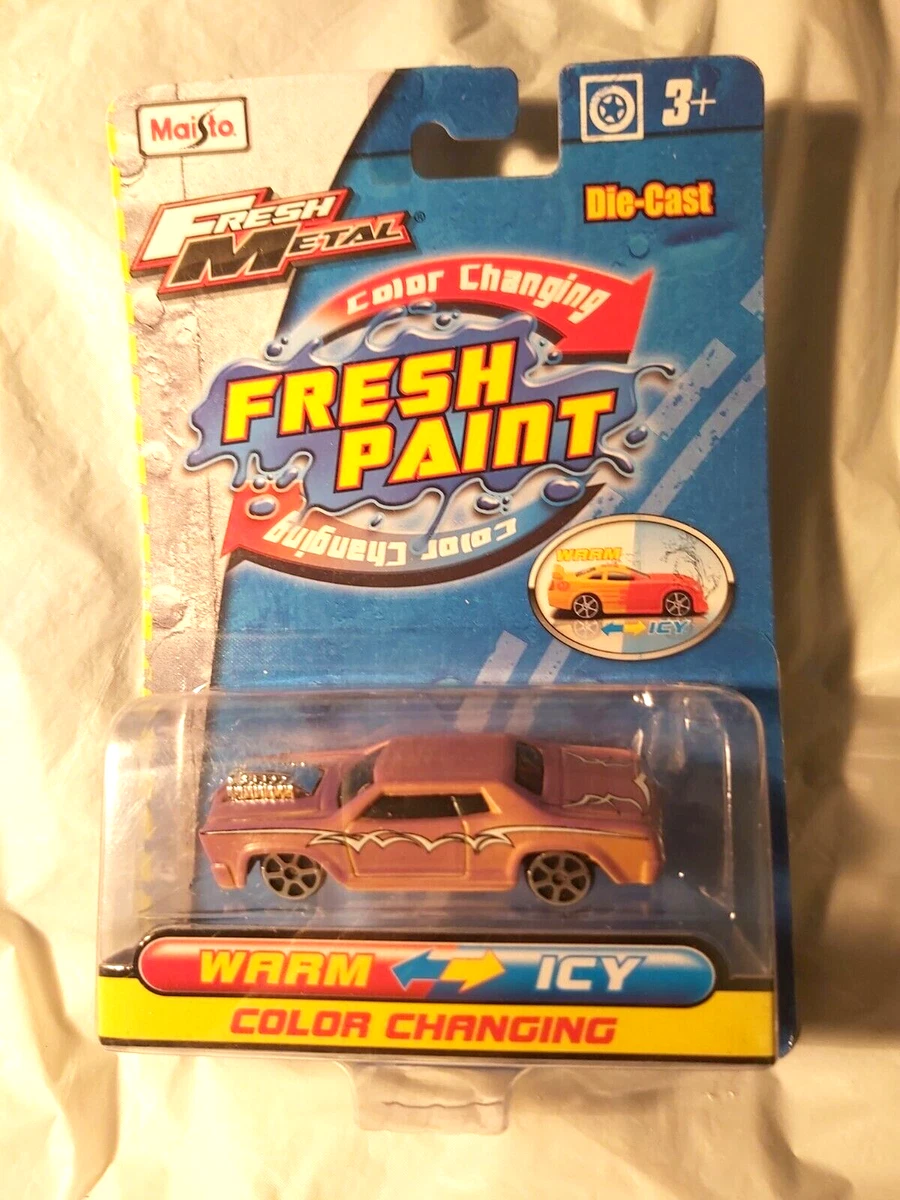 Maisto
3+
Die-Cast
FRESH
METAL®
Color Changing
FRESH
PAINT
Color Changing
WARM
ICY
WARM ICY
COLOR CHANGING